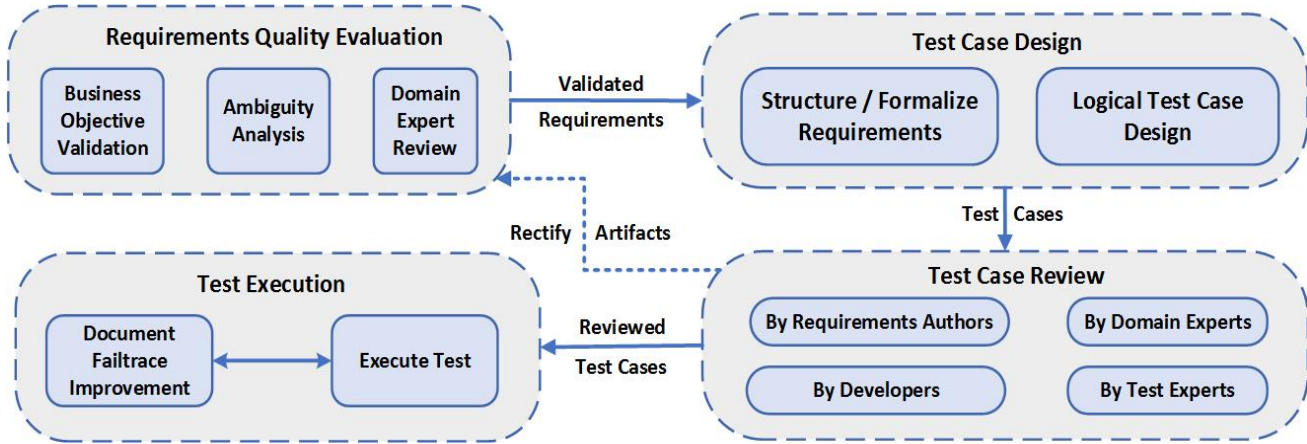 Requirements Quality Evaluation
Business
Objective
Validation
Ambiguity
Analysis
Domain
Expert
Review
Validated
Requirements
Test Case Design
Structure / Formalize
Requirements
Logical Test Case
Design
Test Cases
Rectify Artifacts
Test Case Review
By Requirements Authors
By Domain Experts
By Developers
By Test Experts
Reviewed
Test Cases
Test Execution
Document
Failtrace
Improvement
Execute Test